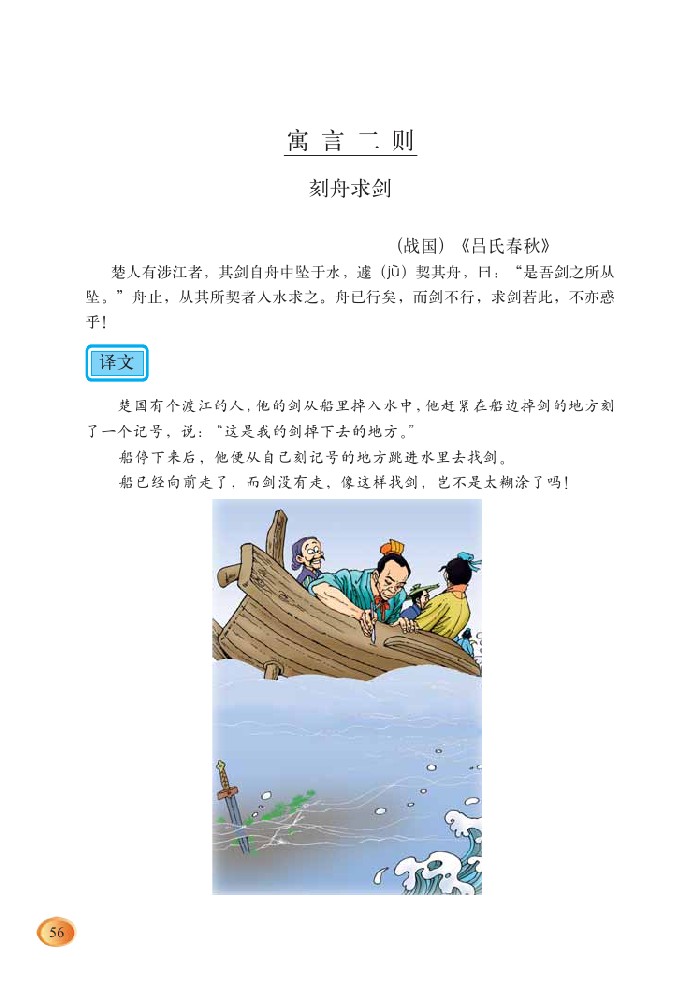 寓言二则
刻舟求剑
（战国）《吕氏春秋》
楚人有涉江者，其剑自舟中坠于水，遽（jù）契其舟，曰：“是吾剑之所从
坠。”舟止，从其所契者入水求之。舟已行矣，而剑不行，求剑若此，不亦惑
乎！
译文
楚国有个渡江的人，他的剑从船里掉入水中，他赶紧在船边掉剑的地方刻
了一个记号，说：“这是我的剑掉下去的地方。”
船停下来后，他便从自己刻记号的地方跳进水里去找剑。
船已经向前走了，而剑没有走，像这样找剑，岂不是太糊涂了吗！
56